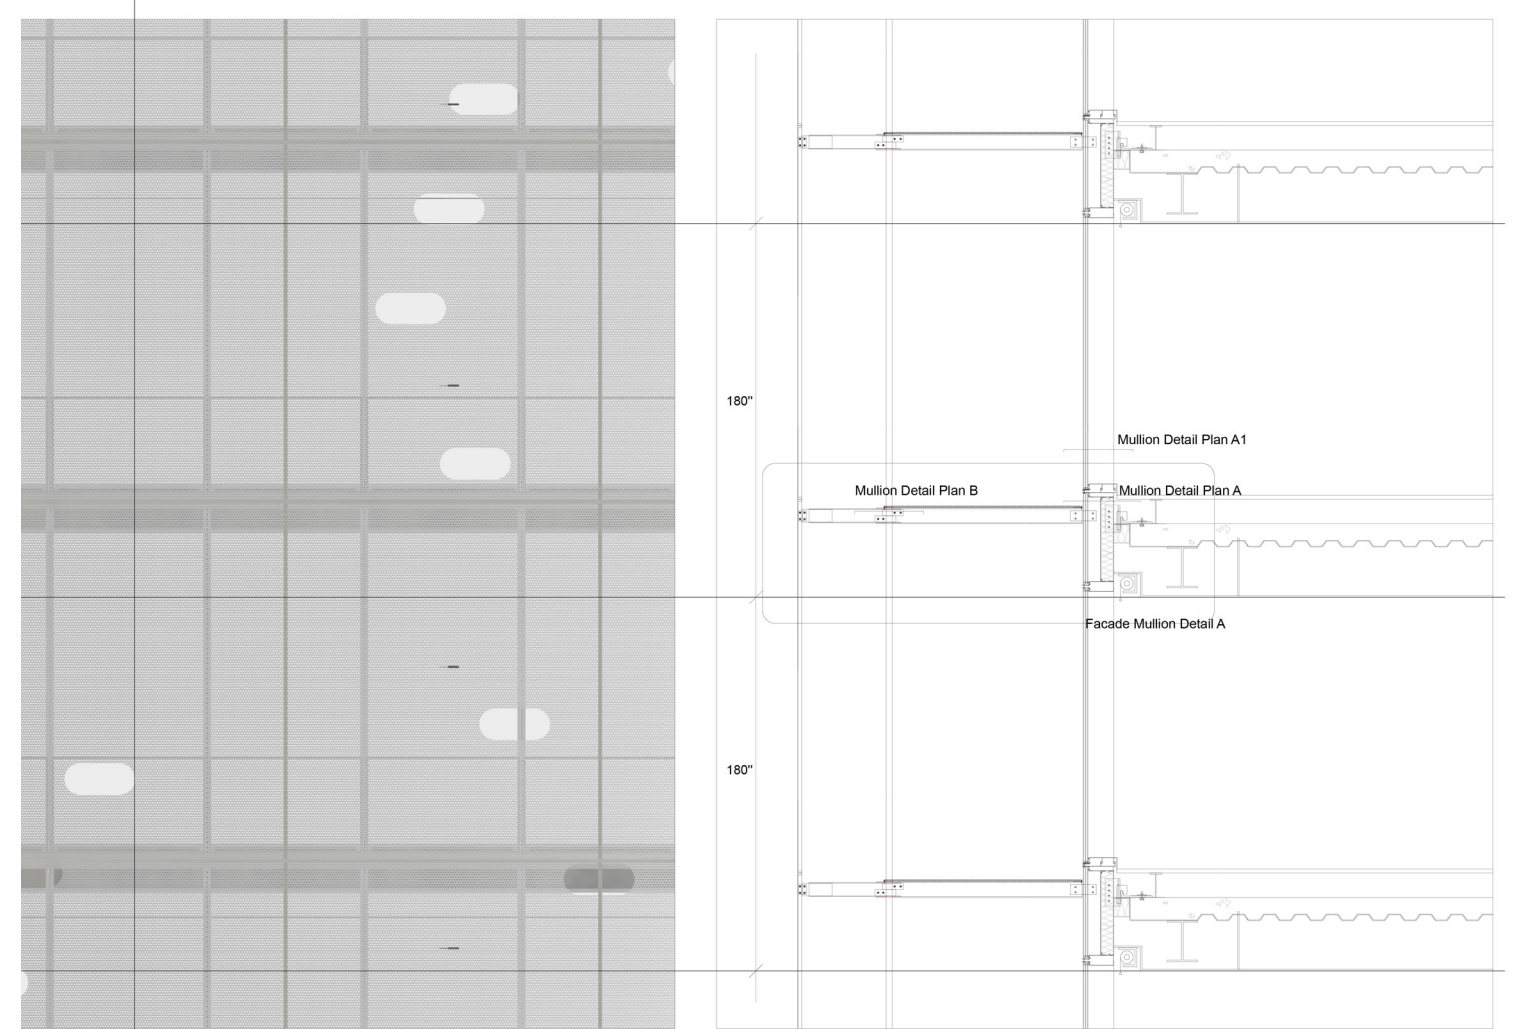 180"
Mullion Detail Plan A1
Mullion Detail Plan B
Mullion Detail Plan A
Facade Mullion Detail A
180"